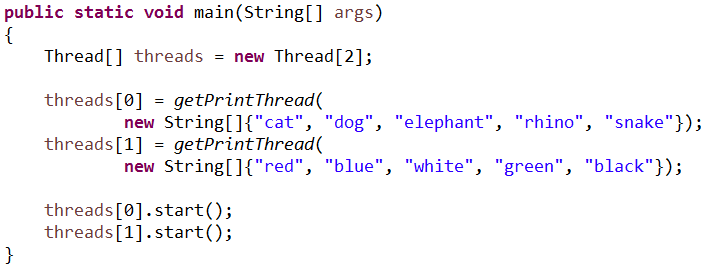 public static void main(String[] args)
{
    Thread[] threads = new Thread[2];

    threads[0] = getPrintThread(
            new String[]{"cat", "dog", "elephant", "rhino", "snake"});
    threads[1] = getPrintThread(
            new String[]{"red", "blue", "white", "green", "black"});

    threads[0].start();
    threads[1].start();
}